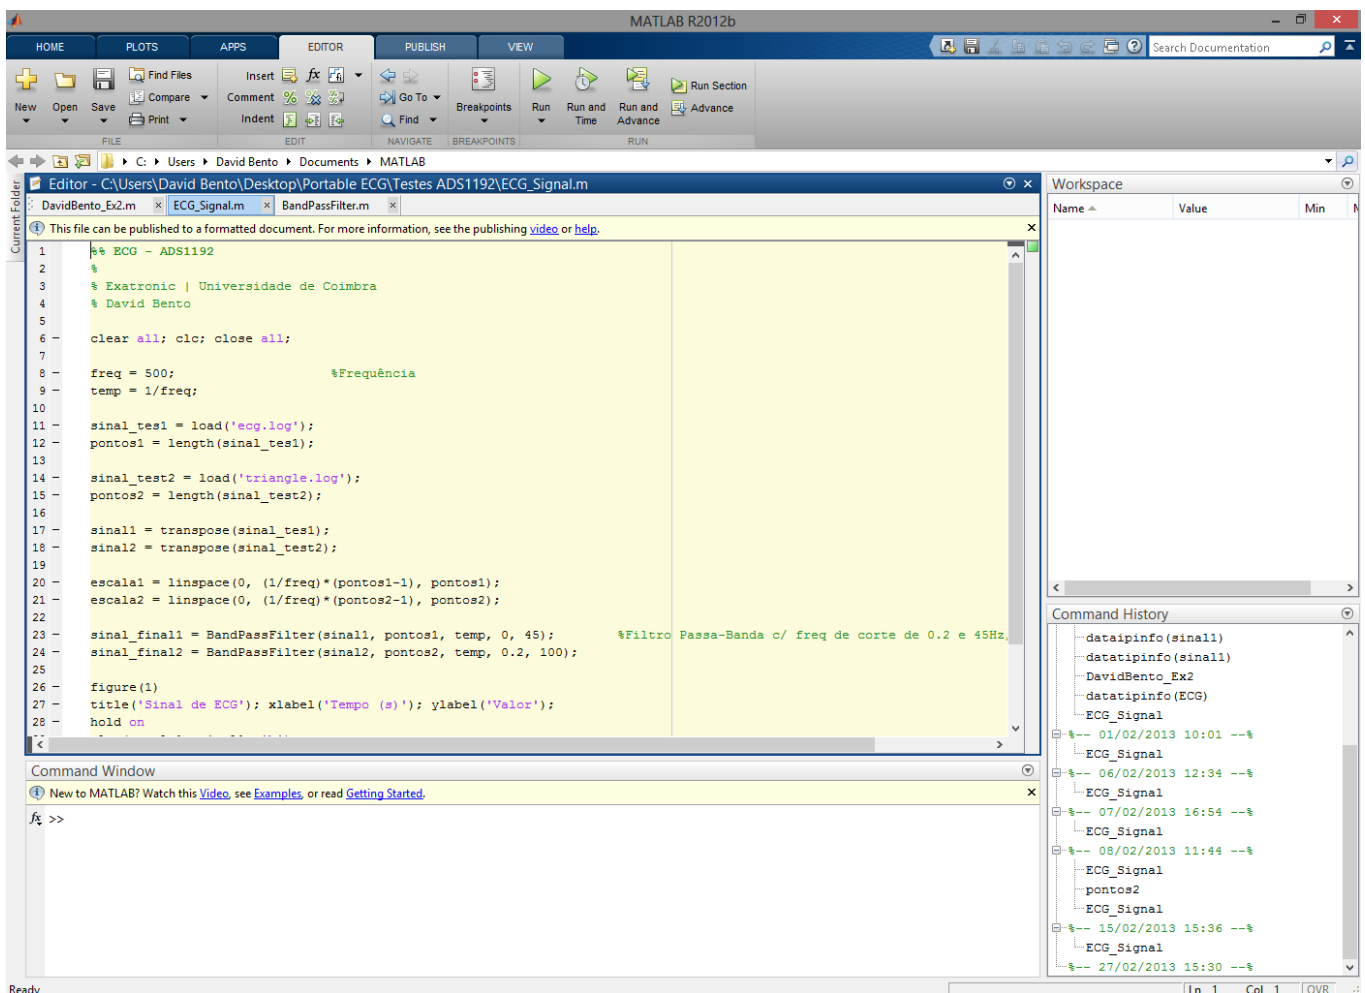 MATLAB R2012b
HOME PLOTS APPS EDITOR PUBLISH VIEW
Search Documentation
Find Files Insert fx
New Open Save Compare Comment Go To Breakpoints Run Run and Time Run and Advance Run Section
Print Indent Find Advance
FILE EDIT NAVIGATE BREAKPOINTS RUN
C: Users David Bento Documents MATLAB
Current Folder
Editor - C:\Users\David Bento\Desktop\Portable ECG\Testes ADS1192\ECG_Signal.m
DavidBento_Ex2.m ECG_Signal.m BandPassFilter.m
This file can be published to a formatted document. For more information, see the publishing video or help.
1 %% ECG - ADS1192
2 %
3 % Exatronic | Universidade de Coimbra
4 % David Bento
5
6 clear all; clc; close all;
7
8 freq = 500; %Frequência
9 temp = 1/freq;
10
11 sinal_tes1 = load('ecg.log');
12 pontos1 = length(sinal_tes1);
13
14 sinal_test2 = load('triangle.log');
15 pontos2 = length(sinal_test2);
16
17 sinal1 = transpose(sinal_tes1);
18 sinal2 = transpose(sinal_test2);
19
20 escala1 = linspace(0, (1/freq)*(pontos1-1), pontos1);
21 escala2 = linspace(0, (1/freq)*(pontos2-1), pontos2);
22
23 sinal_final1 = BandPassFilter(sinal1, pontos1, temp, 0, 45); %Filtro Passa-Banda c/ freq de corte de 0.2 e 45Hz,
24 sinal_final2 = BandPassFilter(sinal2, pontos2, temp, 0.2, 100);
25
26 figure(1)
27 title('Sinal de ECG'); xlabel('Tempo (s)'); ylabel('Valor');
28 hold on
Command Window
New to MATLAB? Watch this Video, see Examples, or read Getting Started.
fx >>
Workspace
Name Value Min
Command History
dataipinfo(sinal1)
datatipinfo(sinal1)
DavidBento_Ex2
datatipinfo(ECG)
ECG_Signal
%-- 01/02/2013 10:01 --%
ECG_Signal
%-- 06/02/2013 12:34 --%
ECG_Signal
%-- 07/02/2013 16:54 --%
ECG_Signal
%-- 08/02/2013 11:44 --%
ECG_Signal
pontos2
ECG_Signal
%-- 15/02/2013 15:36 --%
ECG_Signal
%-- 27/02/2013 15:30 --%
Ready Ln 1 Col 1 OVR